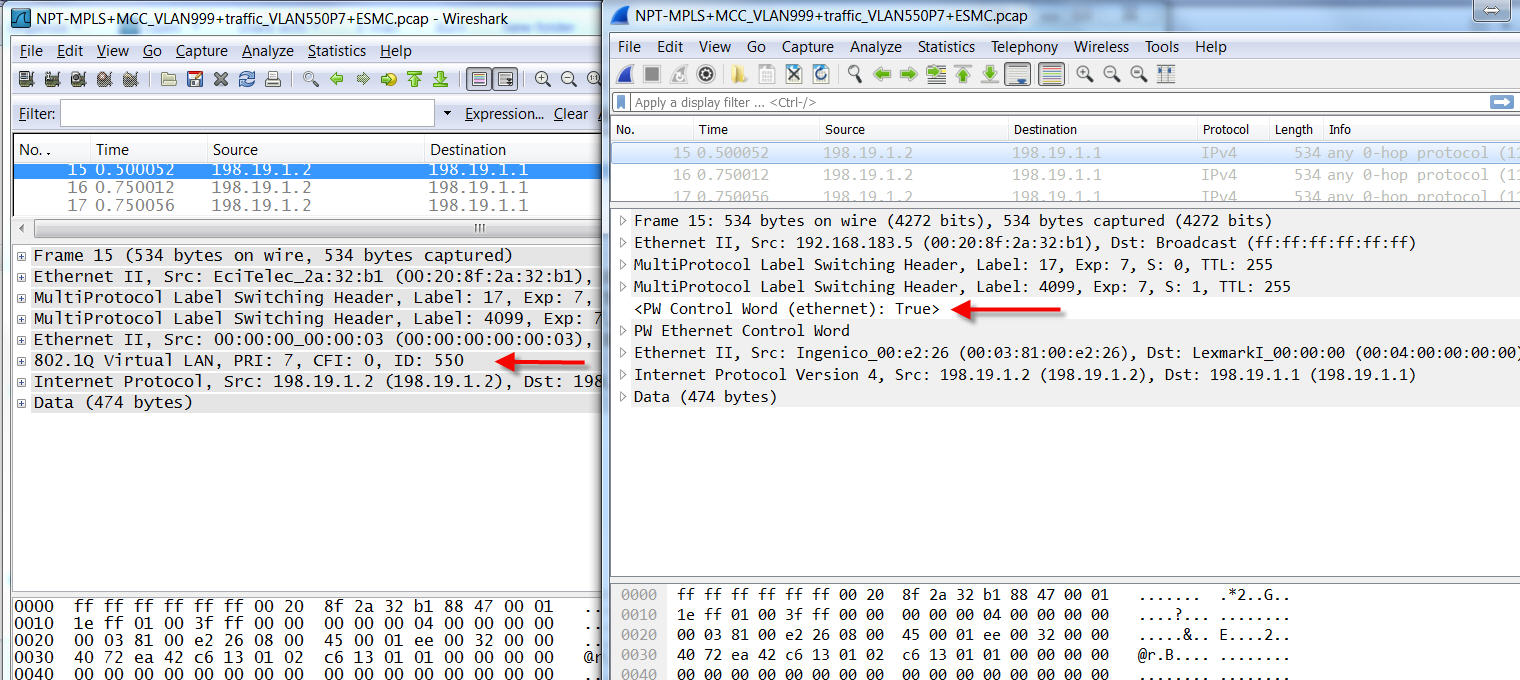 NPT-MPLS+MCC_VLAN999+traffic_VLAN550P7+ESMC.pcap - Wireshark
File Edit View Go Capture Analyze Statistics Help
Filter: Expression... Clear
No. . Time Source Destination
15 0.500052 198.19.1.2 198.19.1.1
16 0.750012 198.19.1.2 198.19.1.1
17 0.750056 198.19.1.2 198.19.1.1
Frame 15 (534 bytes on wire, 534 bytes captured)
Ethernet II, Src: EciTelec_2a:32:b1 (00:20:8f:2a:32:b1),
MultiProtocol Label Switching Header, Label: 17, Exp: 7,
MultiProtocol Label Switching Header, Label: 4099, Exp: 7
Ethernet II, Src: 00:00:00_00:00:03 (00:00:00:00:00:03),
802.1Q Virtual LAN, PRI: 7, CFI: 0, ID: 550
Internet Protocol, Src: 198.19.1.2 (198.19.1.2), Dst: 198
Data (474 bytes)
0000 ff ff ff ff ff ff 00 20 8f 2a 32 b1 88 47 00 01 ..
0010 1e ff 01 00 3f ff 00 00 00 00 00 04 00 00 00 00 ..
0020 00 03 81 00 e2 26 08 00 45 00 01 ee 00 32 00 00 ..
0030 40 72 ea 42 c6 13 01 02 c6 13 01 01 00 00 00 00 @r
0040 00 00 00 00 00 00 00 00 00 00 00 00 00 00 00 00 ..
NPT-MPLS+MCC_VLAN999+traffic_VLAN550P7+ESMC.pcap
File Edit View Go Capture Analyze Statistics Telephony Wireless Tools Help
Apply a display filter ... <Ctrl-/>
No. Time Source Destination Protocol Length Info
15 0.500052 198.19.1.2 198.19.1.1 IPv4 534 any 0-hop protocol (11
16 0.750012 198.19.1.2 198.19.1.1 IPv4 534 any 0-hop protocol (11
17 0.750056 198.19.1.2 198.19.1.1 IPv4 534 any 0-hop protocol (11
Frame 15: 534 bytes on wire (4272 bits), 534 bytes captured (4272 bits)
Ethernet II, Src: 192.168.183.5 (00:20:8f:2a:32:b1), Dst: Broadcast (ff:ff:ff:ff:ff:ff)
MultiProtocol Label Switching Header, Label: 17, Exp: 7, S: 0, TTL: 255
MultiProtocol Label Switching Header, Label: 4099, Exp: 7, S: 1, TTL: 255
<PW Control Word (ethernet): True>
PW Ethernet Control Word
Ethernet II, Src: Ingenico_00:e2:26 (00:03:81:00:e2:26), Dst: LexmarkI_00:00:00 (00:04:00:00:00:00)
Internet Protocol Version 4, Src: 198.19.1.2 (198.19.1.2), Dst: 198.19.1.1 (198.19.1.1)
Data (474 bytes)
0000 ff ff ff ff ff ff 00 20 8f 2a 32 b1 88 47 00 01 ....... .*2..G..
0010 1e ff 01 00 3f ff 00 00 00 00 00 04 00 00 00 00 ....?... ........
0020 00 03 81 00 e2 26 08 00 45 00 01 ee 00 32 00 00 .....&.. E....2..
0030 40 72 ea 42 c6 13 01 02 c6 13 01 01 00 00 00 00 @r.B.... ........
0040 00 00 00 00 00 00 00 00 00 00 00 00 00 00 00 00 ........ ........